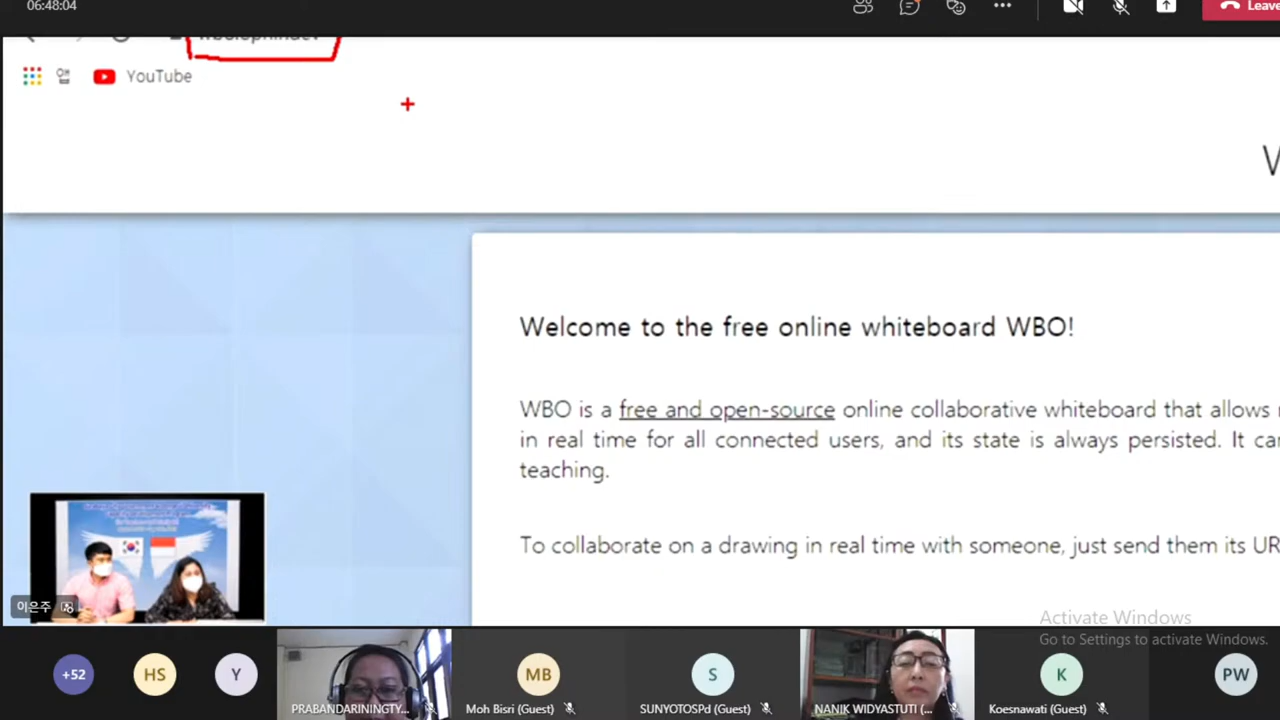 06:48:04
Leave
앱
YouTube
Welcome to the free online whiteboard WBO!
WBO is a free and open-source online collaborative whiteboard that allows
in real time for all connected users, and its state is always persisted. It
teaching.
To collaborate on a drawing in real time with someone, just send them its
이은주
Activate Windows
Go to Settings to activate Windows.
+52
HS
Y
MB
S
K
PW
PRABANDARININGTY...
Moh Bisri (Guest)
SUNYOTOSPd (Guest)
NANIK WIDYASTUTI (...
Koesnawati (Guest)